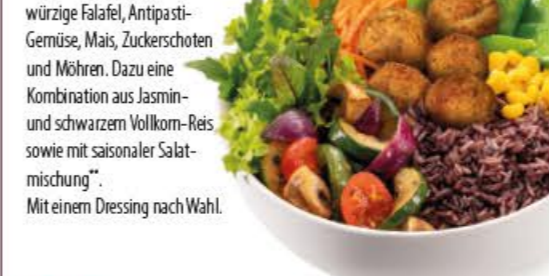 würzige Falafel, Antipasti-
Gemüse, Mais, Zuckerschoten
und Möhren. Dazu eine
Kombination aus Jasmin-
und schwarzem Vollkorn-Reis
sowie mit saisonaler Salat-
mischung**.
Mit einem Dressing nach Wahl.